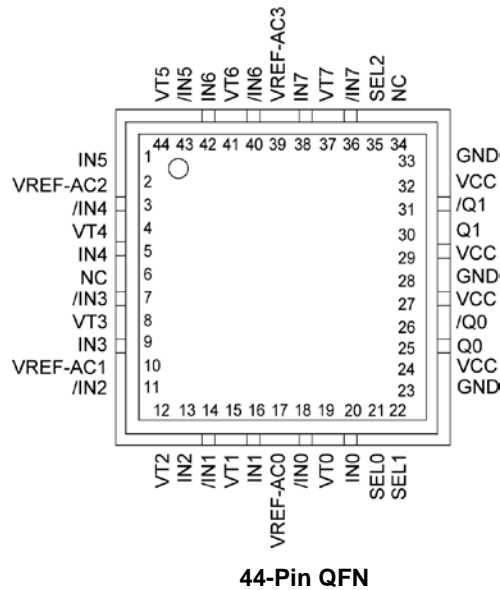 VT5 /IN5 IN6 VT6 /IN6 VREF-AC3 IN7 VT7 /IN7 SEL2 NC
44 43 42 41 40 39 38 37 36 35 34
IN5 1 33 GND
VREF-AC2 2 32 VCC
/IN4 3 31 /Q1
VT4 4 30 Q1
IN4 5 29 VCC
NC 6 28 GND
/IN3 7 27 VCC
VT3 8 26 /Q0
IN3 9 25 Q0
VREF-AC1 10 24 VCC
/IN2 11 23 GND
12 13 14 15 16 17 18 19 20 21 22
VT2 IN2 /IN1 VT1 IN1 VREF-AC0 /IN0 VT0 IN0 SEL0 SEL1
44-Pin QFN